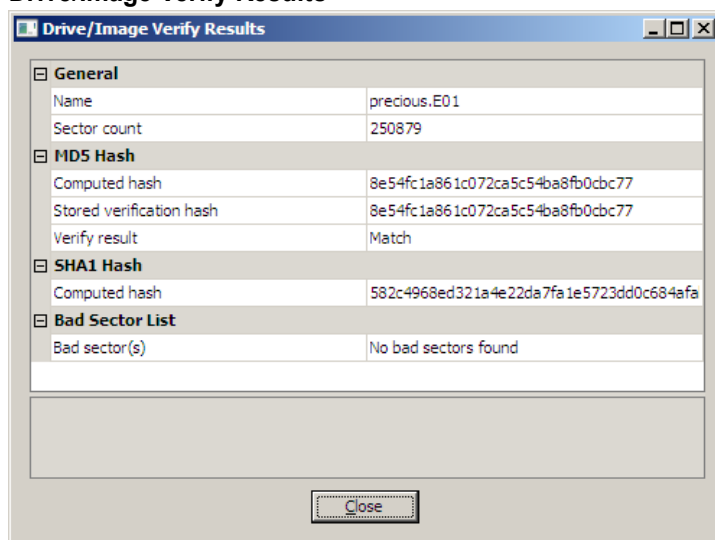 Drive/Image Verify Results
Drive/Image Verify Results
General
Name precious.E01
Sector count 250879
MD5 Hash
Computed hash 8e54fc1a861c072ca5c54ba8fb0cbc77
Stored verification hash 8e54fc1a861c072ca5c54ba8fb0cbc77
Verify result Match
SHA1 Hash
Computed hash 582c4968ed321a4e22da7fa1e5723dd0c684afa
Bad Sector List
Bad sector(s) No bad sectors found
Close